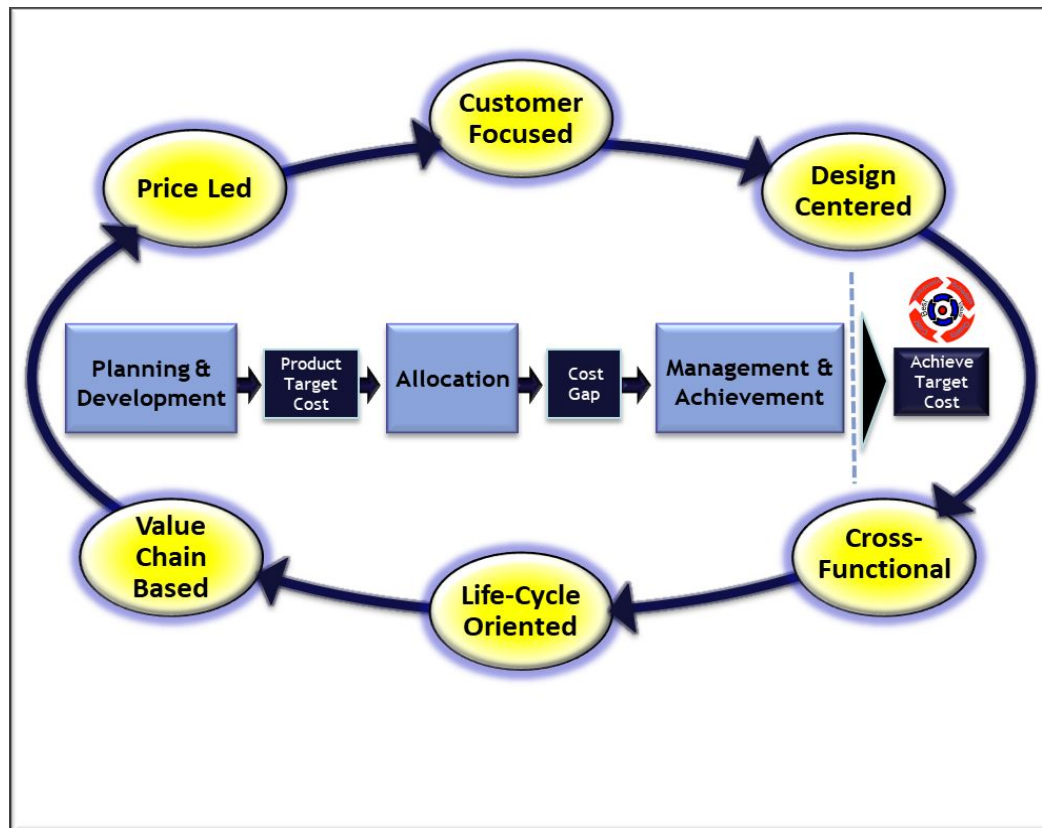 Customer
Focused
Price Led
Design
Centered
Planning &
Development
Product
Target
Cost
Allocation
Cost
Gap
Management &
Achievement
Achieve
Target
Cost
Value
Chain
Based
Life-Cycle
Oriented
Cross-
Functional